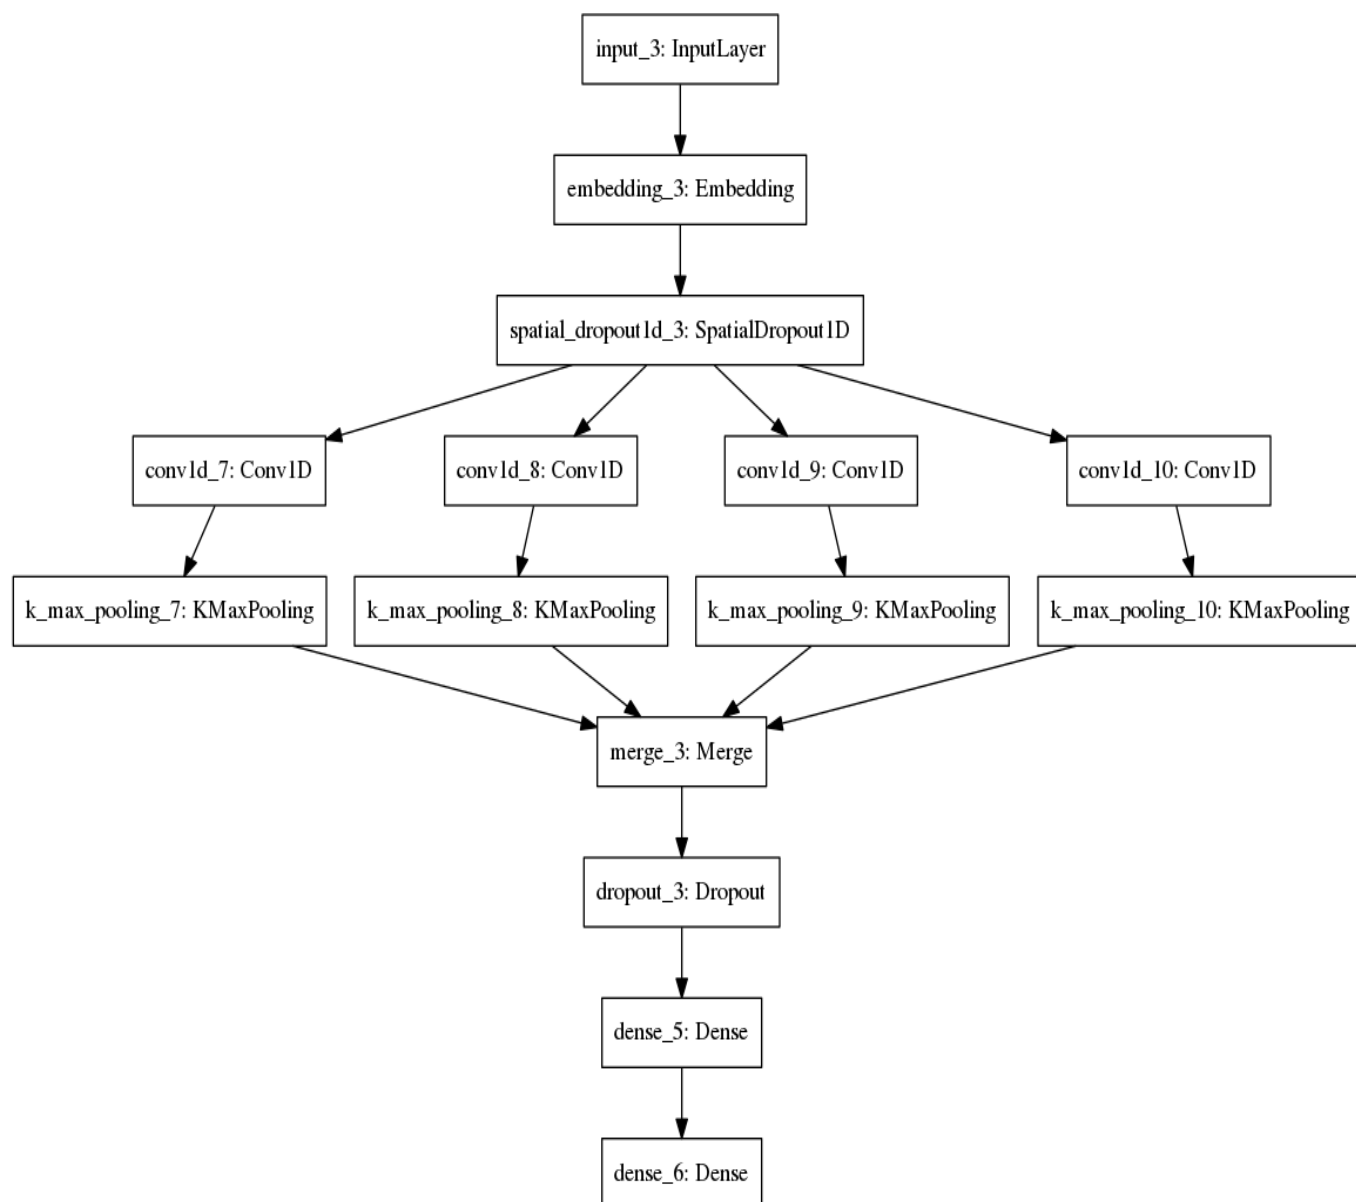 input_3: InputLayer
embedding_3: Embedding
spatial_dropout1d_3: SpatialDropout1D
conv1d_7: Conv1D
conv1d_8: Conv1D
conv1d_9: Conv1D
conv1d_10: Conv1D
k_max_pooling_7: KMaxPooling
k_max_pooling_8: KMaxPooling
k_max_pooling_9: KMaxPooling
k_max_pooling_10: KMaxPooling
merge_3: Merge
dropout_3: Dropout
dense_5: Dense
dense_6: Dense